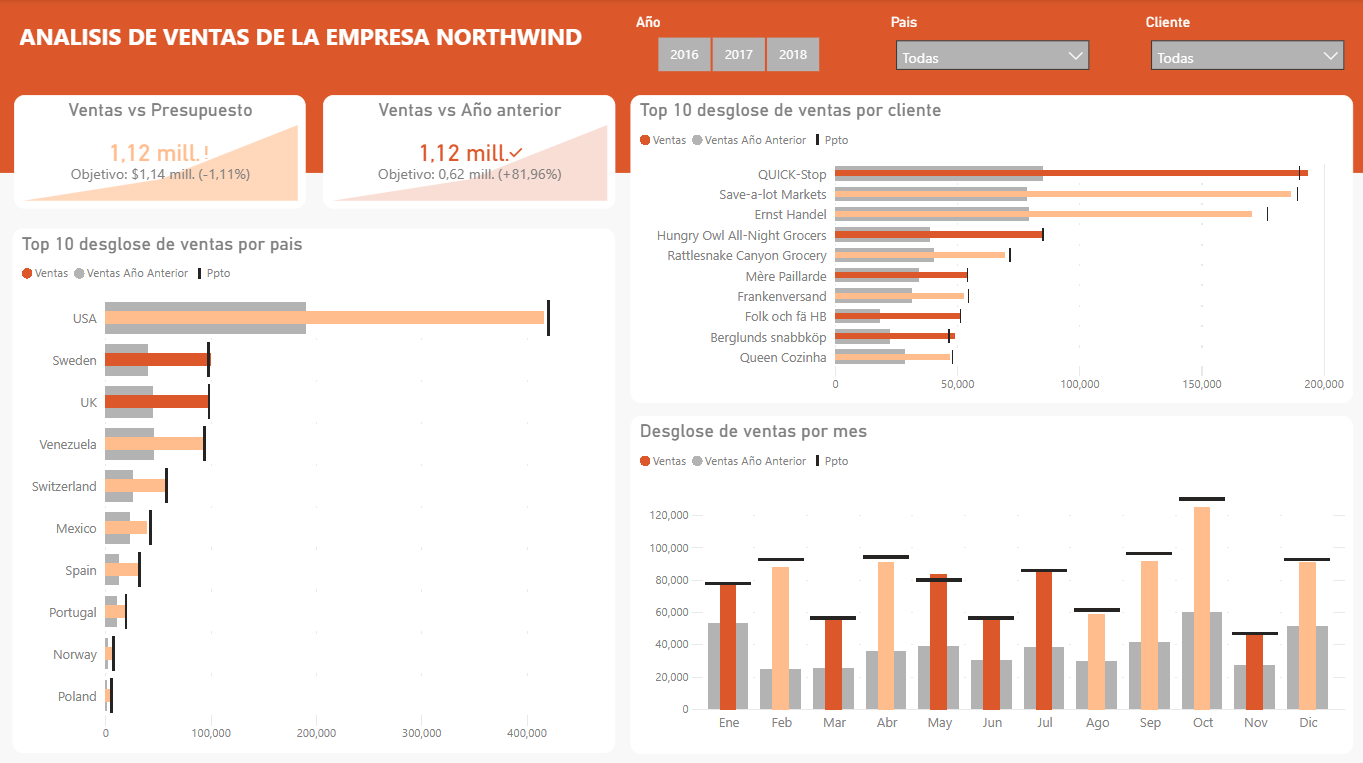 ANALISIS DE VENTAS DE LA EMPRESA NORTHWIND
Año
2016 2017 2018
Pais
Todas
Cliente
Todas
Ventas vs Presupuesto
1,12 mill. !
Objetivo: $1,14 mill. (-1,11%)
Ventas vs Año anterior
1,12 mill.✓
Objetivo: 0,62 mill. (+81,96%)
Top 10 desglose de ventas por pais
Ventas Ventas Año Anterior Ppto
USA
Sweden
UK
Venezuela
Switzerland
Mexico
Spain
Portugal
Norway
Poland
0 100,000 200,000 300,000 400,000
Top 10 desglose de ventas por cliente
Ventas Ventas Año Anterior Ppto
QUICK-Stop
Save-a-lot Markets
Ernst Handel
Hungry Owl All-Night Grocers
Rattlesnake Canyon Grocery
Mère Paillarde
Frankenversand
Folk och fä HB
Berglunds snabbköp
Queen Cozinha
0 50,000 100,000 150,000 200,000
Desglose de ventas por mes
Ventas Ventas Año Anterior Ppto
120,000
100,000
80,000
60,000
40,000
20,000
0
Ene Feb Mar Abr May Jun Jul Ago Sep Oct Nov Dic